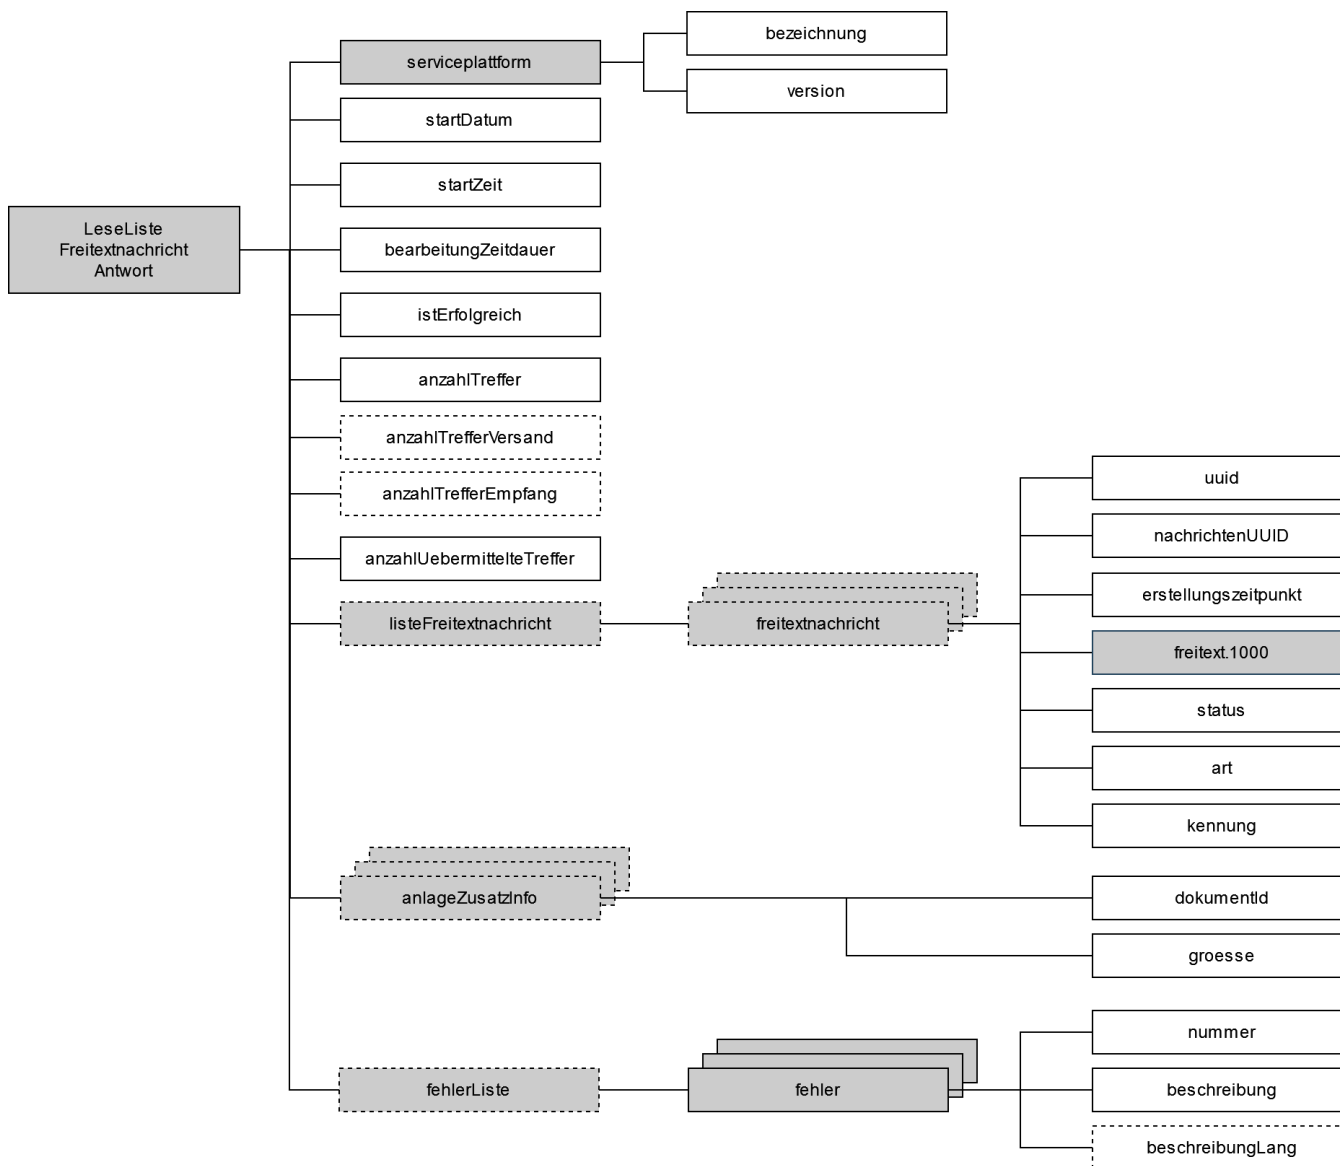 bezeichnung
serviceplattform
version
startDatum
startZeit
LeseListe
Freitextnachricht
Antwort
bearbeitungZeitdauer
istErfolgreich
anzahlTreffer
anzahlTrefferVersand
anzahlTrefferEmpfang
uuid
nachrichtenUUID
anzahlUebermittelteTreffer
erstellungszeitpunkt
listeFreitextnachricht
freitextnachricht
freitext.1000
status
art
kennung
anlageZusatzInfo
dokumentId
groesse
nummer
fehlerListe
fehler
beschreibung
beschreibungLang